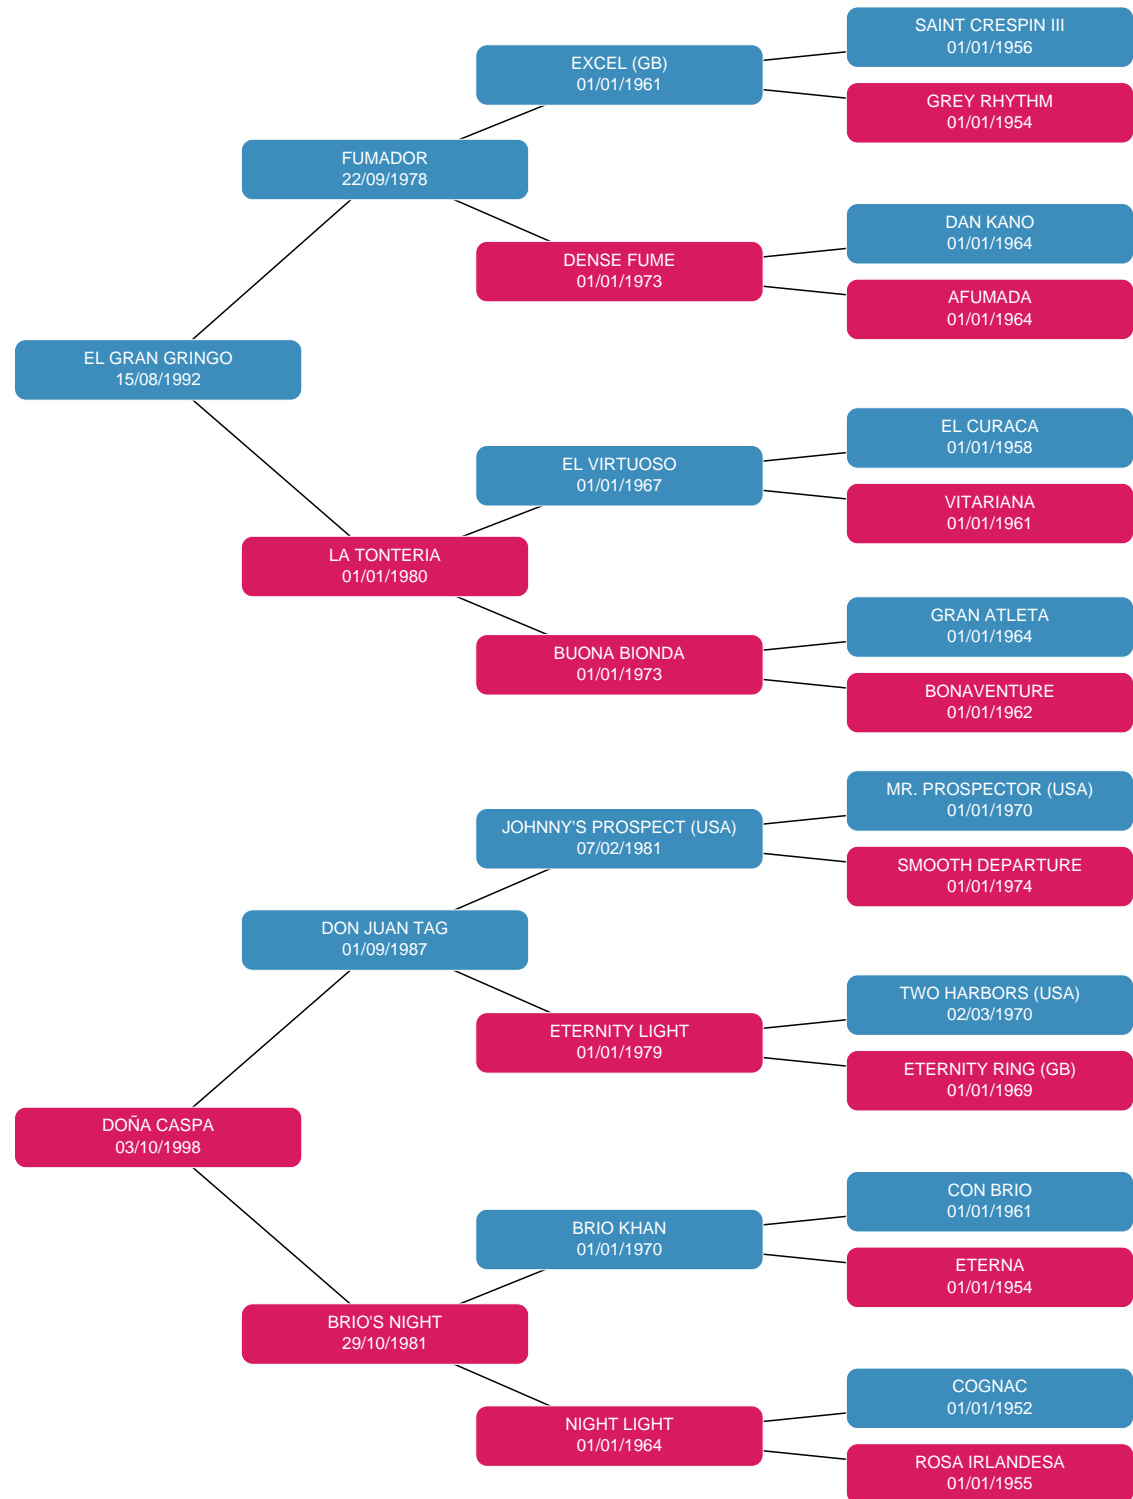 SAINT CRESPIN III
01/01/1956
EXCEL (GB)
01/01/1961
GREY RHYTHM
01/01/1954
FUMADOR
22/09/1978
DAN KANO
01/01/1964
DENSE FUME
01/01/1973
AFUMADA
01/01/1964
EL GRAN GRINGO
15/08/1992
EL CURACA
01/01/1958
EL VIRTUOSO
01/01/1967
VITARIANA
01/01/1961
LA TONTERIA
01/01/1980
GRAN ATLETA
01/01/1964
BUONA BIONDA
01/01/1973
BONAVENTURE
01/01/1962
MR. PROSPECTOR (USA)
01/01/1970
JOHNNY'S PROSPECT (USA)
07/02/1981
SMOOTH DEPARTURE
01/01/1974
DON JUAN TAG
01/09/1987
TWO HARBORS (USA)
02/03/1970
ETERNITY LIGHT
01/01/1979
ETERNITY RING (GB)
01/01/1969
DOÑA CASPA
03/10/1998
CON BRIO
01/01/1961
BRIO KHAN
01/01/1970
ETERNA
01/01/1954
BRIO'S NIGHT
29/10/1981
COGNAC
01/01/1952
NIGHT LIGHT
01/01/1964
ROSA IRLANDESA
01/01/1955